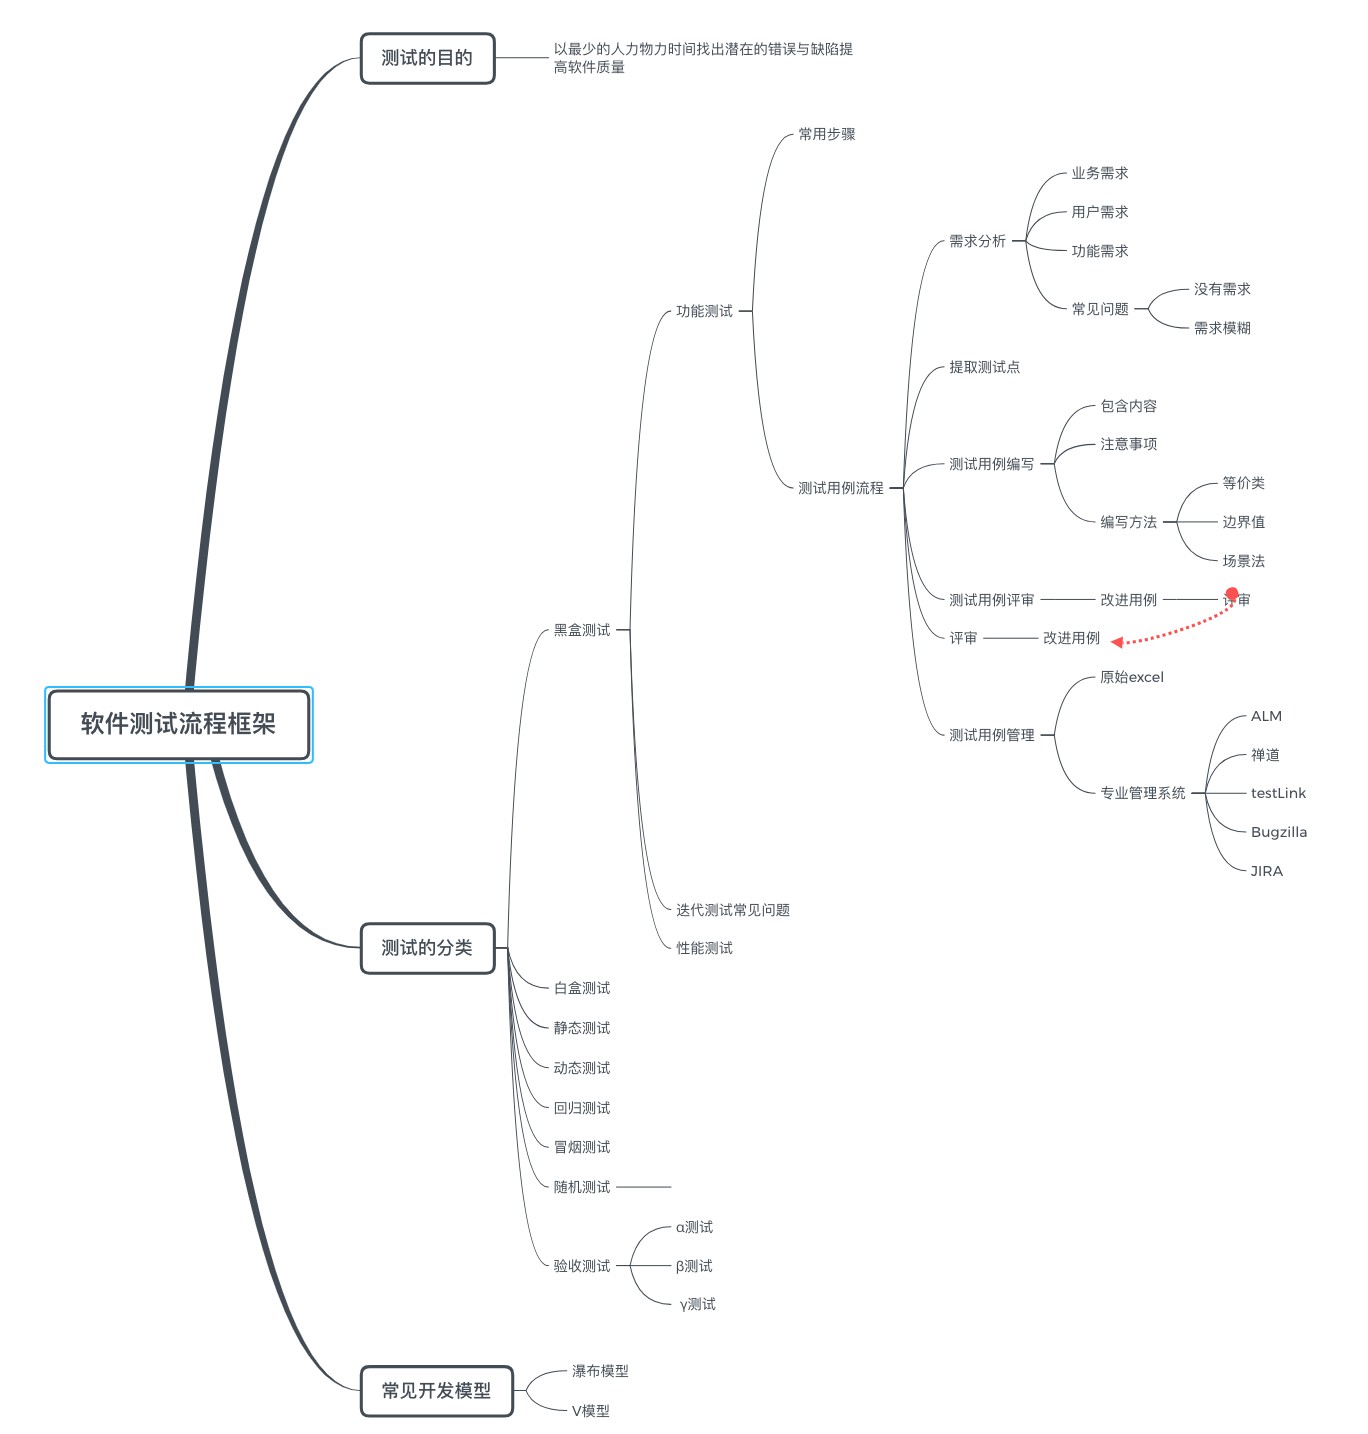 测试的目的
以最少的人力物力时间找出潜在的错误与缺陷提
高软件质量
常用步骤
业务需求
用户需求
需求分析
功能需求
没有需求
常见问题
功能测试
需求模糊
提取测试点
包含内容
注意事项
测试用例编写
等价类
测试用例流程
编写方法
边界值
场景法
测试用例评审
改进用例
评审
黑盒测试
评审
改进用例
原始excel
ALM
软件测试流程框架
测试用例管理
禅道
专业管理系统
testLink
Bugzilla
JIRA
迭代测试常见问题
测试的分类
性能测试
白盒测试
静态测试
动态测试
回归测试
冒烟测试
随机测试
α测试
验收测试
β测试
γ测试
瀑布模型
常见开发模型
V模型